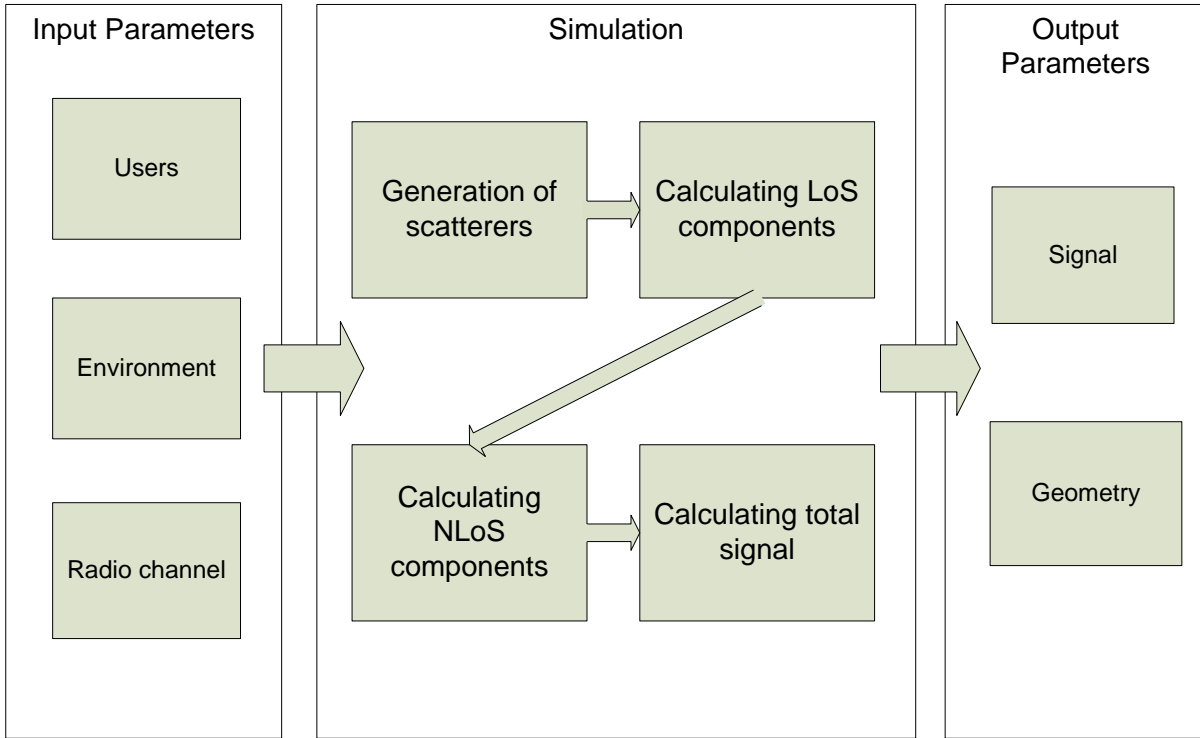 Input Parameters
Users
Environment
Radio channel
Simulation
Generation of
scatterers
Calculating LoS
components
Calculating
NLoS
components
Calculating total
signal
Output
Parameters
Signal
Geometry